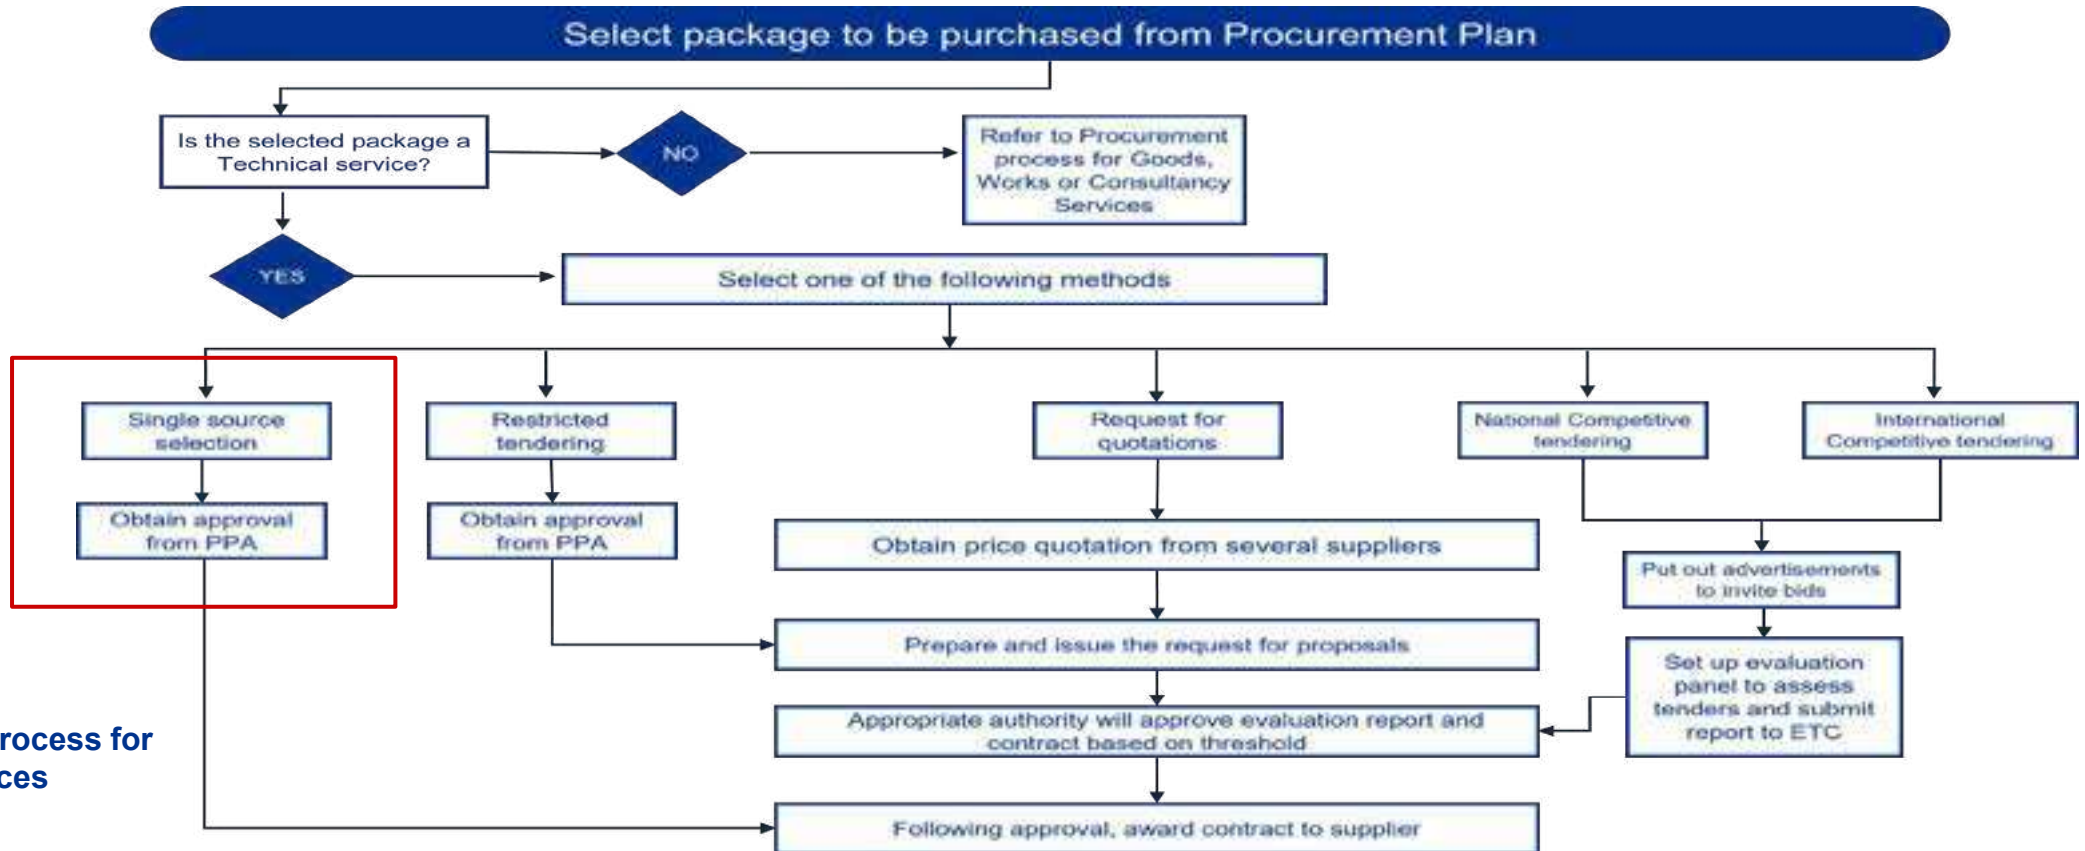 Select package to be purchased from Procurement Plan
Is the selected package a
Technical service?
NO
Refer to Procurement
process for Goods,
Works or Consultancy
Services
YES
Select one of the following methods
Single source
selection
Restricted
tendering
Request for
quotations
National Competitive
tendering
International
Competitive tendering
Obtain approval
from PPA
Obtain approval
from PPA
Obtain price quotation from several suppliers
Put out advertisements
to invite bids
Prepare and issue the request for proposals
Set up evaluation
panel to assess
tenders and submit
report to ETC
Appropriate authority will approve evaluation report and
contract based on threshold
rocess for
ces
Following approval, award contract to supplier